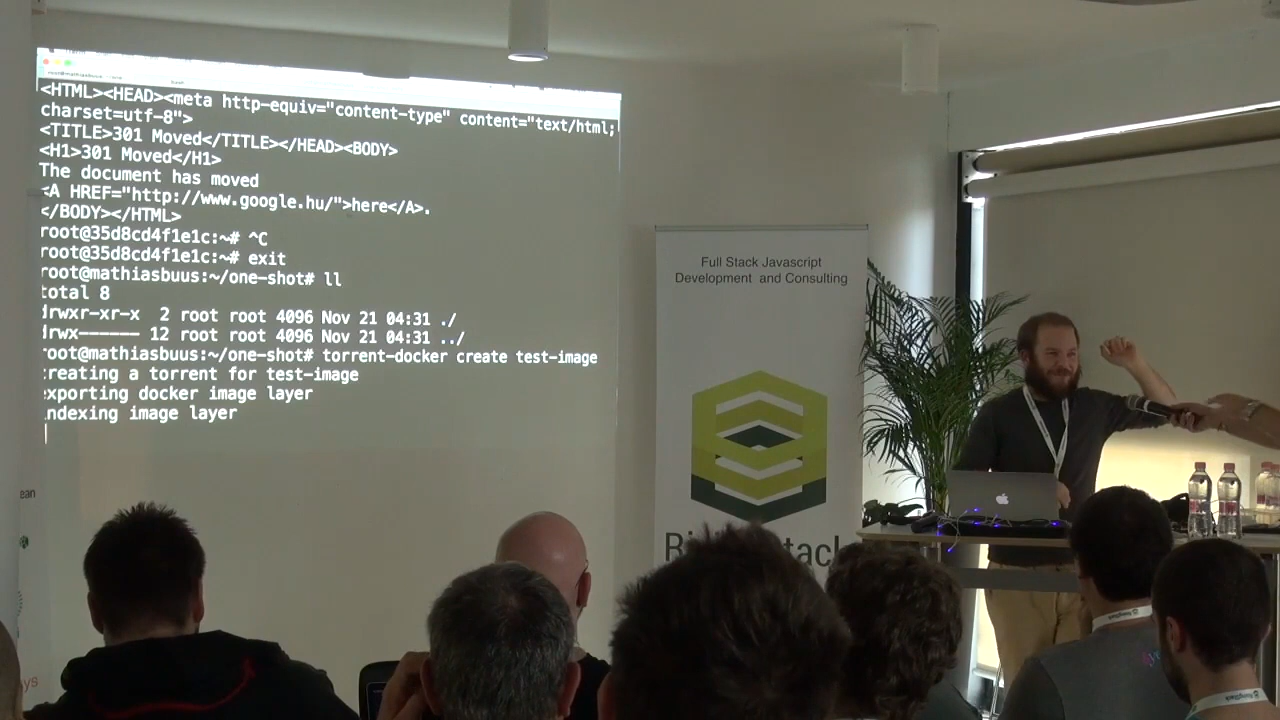 <HTML><HEAD><meta http-equiv="content-type" content="text/html;
charset=utf-8">
<TITLE>301 Moved</TITLE></HEAD><BODY>
<H1>301 Moved</H1>
The document has moved
<A HREF="http://www.google.hu/">here</A>.
</BODY></HTML>
root@35d8cd4f1e1c:~# ^C
root@35d8cd4f1e1c:~# exit
root@mathiasbuus:~/one-shot# ll
total 8
drwxr-xr-x 2 root root 4096 Nov 21 04:31 ./
drwx------ 12 root root 4096 Nov 21 04:31 ../
root@mathiasbuus:~/one-shot# torrent-docker create test-image
creating a torrent for test-image
exporting docker image layer
indexing image layer
Full Stack Javascript
Development and Consulting